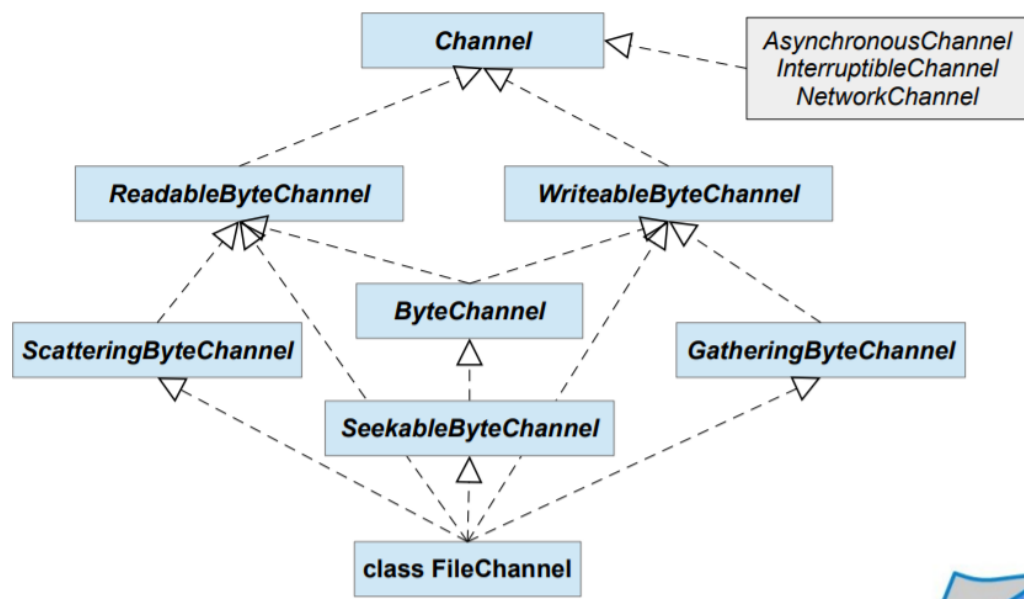 Channel
AsynchronousChannel
InterruptibleChannel
NetworkChannel
ReadableByteChannel
WriteableByteChannel
ByteChannel
ScatteringByteChannel
GatheringByteChannel
SeekableByteChannel
class FileChannel